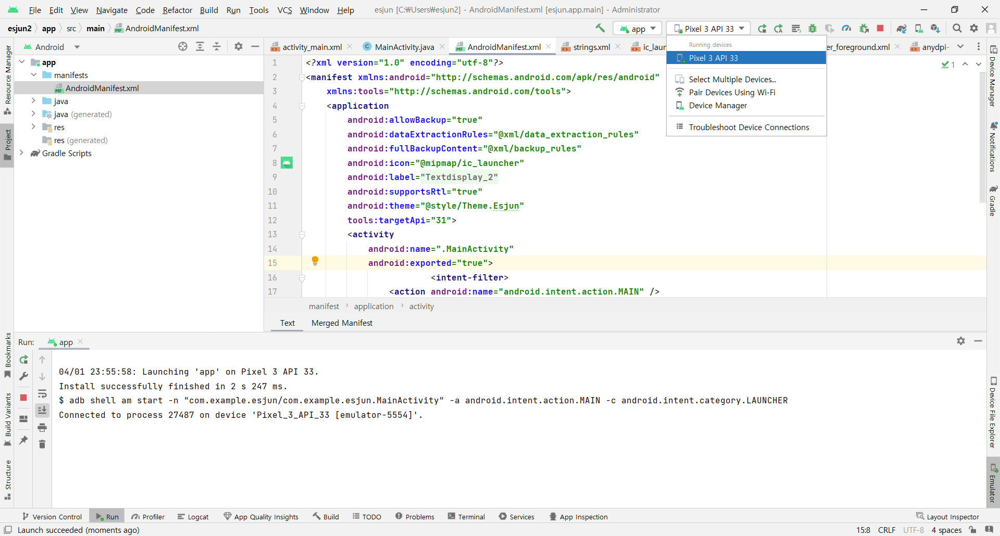 File Edit View Navigate Code Refactor Build Run Tools VCS Window Help esjun [C:₩Users₩esjun2] - AndroidManifest.xml [esjun.app.main] - Administrator
esjun2 app src main AndroidManifest.xml app Pixel 3 API 33
Android
activity_main.xml MainActivity.java AndroidManifest.xml strings.xml ic_laun er_foreground.xml anydpi-
Running devices
Pixel 3 API 33
Select Multiple Devices...
Pair Devices Using Wi-Fi
Device Manager
Troubleshoot Device Connections
app
manifests
AndroidManifest.xml
java
java (generated)
res
res (generated)
Gradle Scripts
1 <?xml version="1.0" encoding="utf-8"?>
2 <manifest xmlns:android="http://schemas.android.com/apk/res/android"
3 xmlns:tools="http://schemas.android.com/tools">
4 <application
5 android:allowBackup="true"
6 android:dataExtractionRules="@xml/data_extraction_rules"
7 android:fullBackupContent="@xml/backup_rules"
8 android:icon="@mipmap/ic_launcher"
9 android:label="Textdisplay_2"
10 android:supportsRtl="true"
11 android:theme="@style/Theme.Esjun"
12 tools:targetApi="31">
13 <activity
14 android:name=".MainActivity"
15 android:exported="true">
16 <intent-filter>
17 <action android:name="android.intent.action.MAIN" />
1
manifest application activity
Text Merged Manifest
Resource Manager
Project
Bookmarks
Build Variants
Structure
Device Manager
Notifications
Gradle
Device File Explorer
Emulator
Run: app
04/01 23:55:58: Launching 'app' on Pixel 3 API 33.
Install successfully finished in 2 s 247 ms.
$ adb shell am start -n "com.example.esjun/com.example.esjun.MainActivity" -a android.intent.action.MAIN -c android.intent.category.LAUNCHER
Connected to process 27487 on device 'Pixel_3_API_33 [emulator-5554]'.
Version Control Run Profiler Logcat App Quality Insights Build TODO Problems Terminal Services App Inspection Layout Inspector
Launch succeeded (moments ago) 15:8 CRLF UTF-8 4 spaces